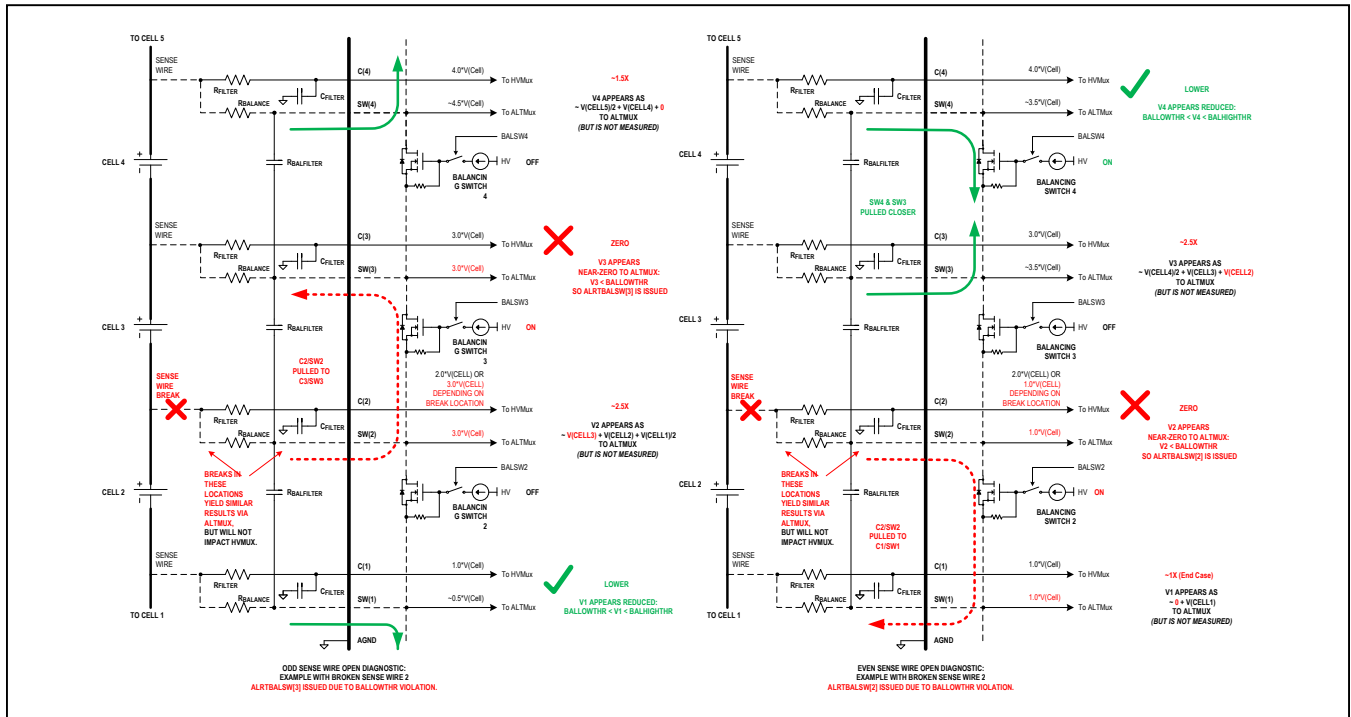 TO CELL 5
SENSE
WIRE
RFILTER
CFILTER
C(4)
4.0*V(Cell)
To HVMux
RBALANCE
SW(4)
~4.5*V(Cell)
To ALTMux
~1.5X
V4 APPEARS AS
~ V(CELL5)/2 + V(CELL4) + 0
TO ALTMUX
(BUT IS NOT MEASURED)
BALSW4
HV
OFF
BALANCIN
G SWITCH
4
CELL 4
RBALFILTER
SENSE
WIRE
RFILTER
CFILTER
C(3)
3.0*V(Cell)
To HVMux
RBALANCE
SW(3)
3.0*V(Cell)
To ALTMux
ZERO
V3 APPEARS
NEAR-ZERO TO ALTMUX:
V3 < BALLOWTHR
SO ALRTBALSW[3] IS ISSUED
BALSW3
HV
ON
BALANCIN
G SWITCH
3
CELL 3
RBALFILTER
C2/SW2
PULLED TO
C3/SW3
SENSE
WIRE
BREAK
2.0*V(CELL) OR
3.0*V(CELL)
DEPENDING ON
BREAK LOCATION
RFILTER
CFILTER
C(2)
To HVMux
RBALANCE
SW(2)
3.0*V(Cell)
To ALTMux
~2.5X
V2 APPEARS AS
~ V(CELL3) + V(CELL2) + V(CELL1)/2
TO ALTMUX
(BUT IS NOT MEASURED)
BREAKS IN
THESE
LOCATIONS
YIELD SIMILAR
RESULTS VIA
ALTMUX,
BUT WILL NOT
IMPACT HVMUX.
BALSW2
HV
OFF
BALANCIN
G SWITCH
2
CELL 2
RBALFILTER
SENSE
WIRE
RFILTER
CFILTER
C(1)
1.0*V(Cell)
To HVMux
RBALANCE
SW(1)
~0.5*V(Cell)
To ALTMux
LOWER
V1 APPEARS REDUCED:
BALLOWTHR < V1 < BALHIGHTHR
TO CELL 1
AGND
ODD SENSE WIRE OPEN DIAGNOSTIC:
EXAMPLE WITH BROKEN SENSE WIRE 2
ALRTBALSW[3] ISSUED DUE TO BALLOWTHR VIOLATION.
TO CELL 5
SENSE
WIRE
RFILTER
CFILTER
C(4)
4.0*V(Cell)
To HVMux
RBALANCE
SW(4)
~3.5*V(Cell)
To ALTMux
LOWER
V4 APPEARS REDUCED:
BALLOWTHR < V4 < BALHIGHTHR
BALSW4
HV
ON
BALANCING
SWITCH 4
CELL 4
RBALFILTER
SW4 & SW3
PULLED CLOSER
SENSE
WIRE
RFILTER
CFILTER
C(3)
3.0*V(Cell)
To HVMux
RBALANCE
SW(3)
~3.5*V(Cell)
To ALTMux
~2.5X
V3 APPEARS AS
~ V(CELL4)/2 + V(CELL3) + V(CELL2)
TO ALTMUX
(BUT IS NOT MEASURED)
BALSW3
HV
OFF
BALANCING
SWITCH 3
CELL 3
RBALFILTER
SENSE
WIRE
BREAK
2.0*V(CELL) OR
1.0*V(CELL)
DEPENDING ON
BREAK LOCATION
RFILTER
CFILTER
C(2)
To HVMux
RBALANCE
SW(2)
1.0*V(Cell)
To ALTMux
ZERO
V2 APPEARS
NEAR-ZERO TO ALTMUX:
V2 < BALLOWTHR
SO ALRTBALSW[2] IS ISSUED
BREAKS IN
THESE
LOCATIONS
YIELD SIMILAR
RESULTS VIA
ALTMUX,
BUT WILL NOT
IMPACT HVMUX.
BALSW2
HV
ON
BALANCING
SWITCH 2
CELL 2
RBALFILTER
C2/SW2
PULLED TO
C1/SW1
SENSE
WIRE
RFILTER
CFILTER
C(1)
1.0*V(Cell)
To HVMux
RBALANCE
SW(1)
1.0*V(Cell)
To ALTMux
~1X (End Case)
V1 APPEARS AS
~ 0 + V(CELL1)
TO ALTMUX
(BUT IS NOT MEASURED)
TO CELL 1
AGND
EVEN SENSE WIRE OPEN DIAGNOSTIC:
EXAMPLE WITH BROKEN SENSE WIRE 2
ALRTBALSW[2] ISSUED DUE TO BALLOWTHR VIOLATION.